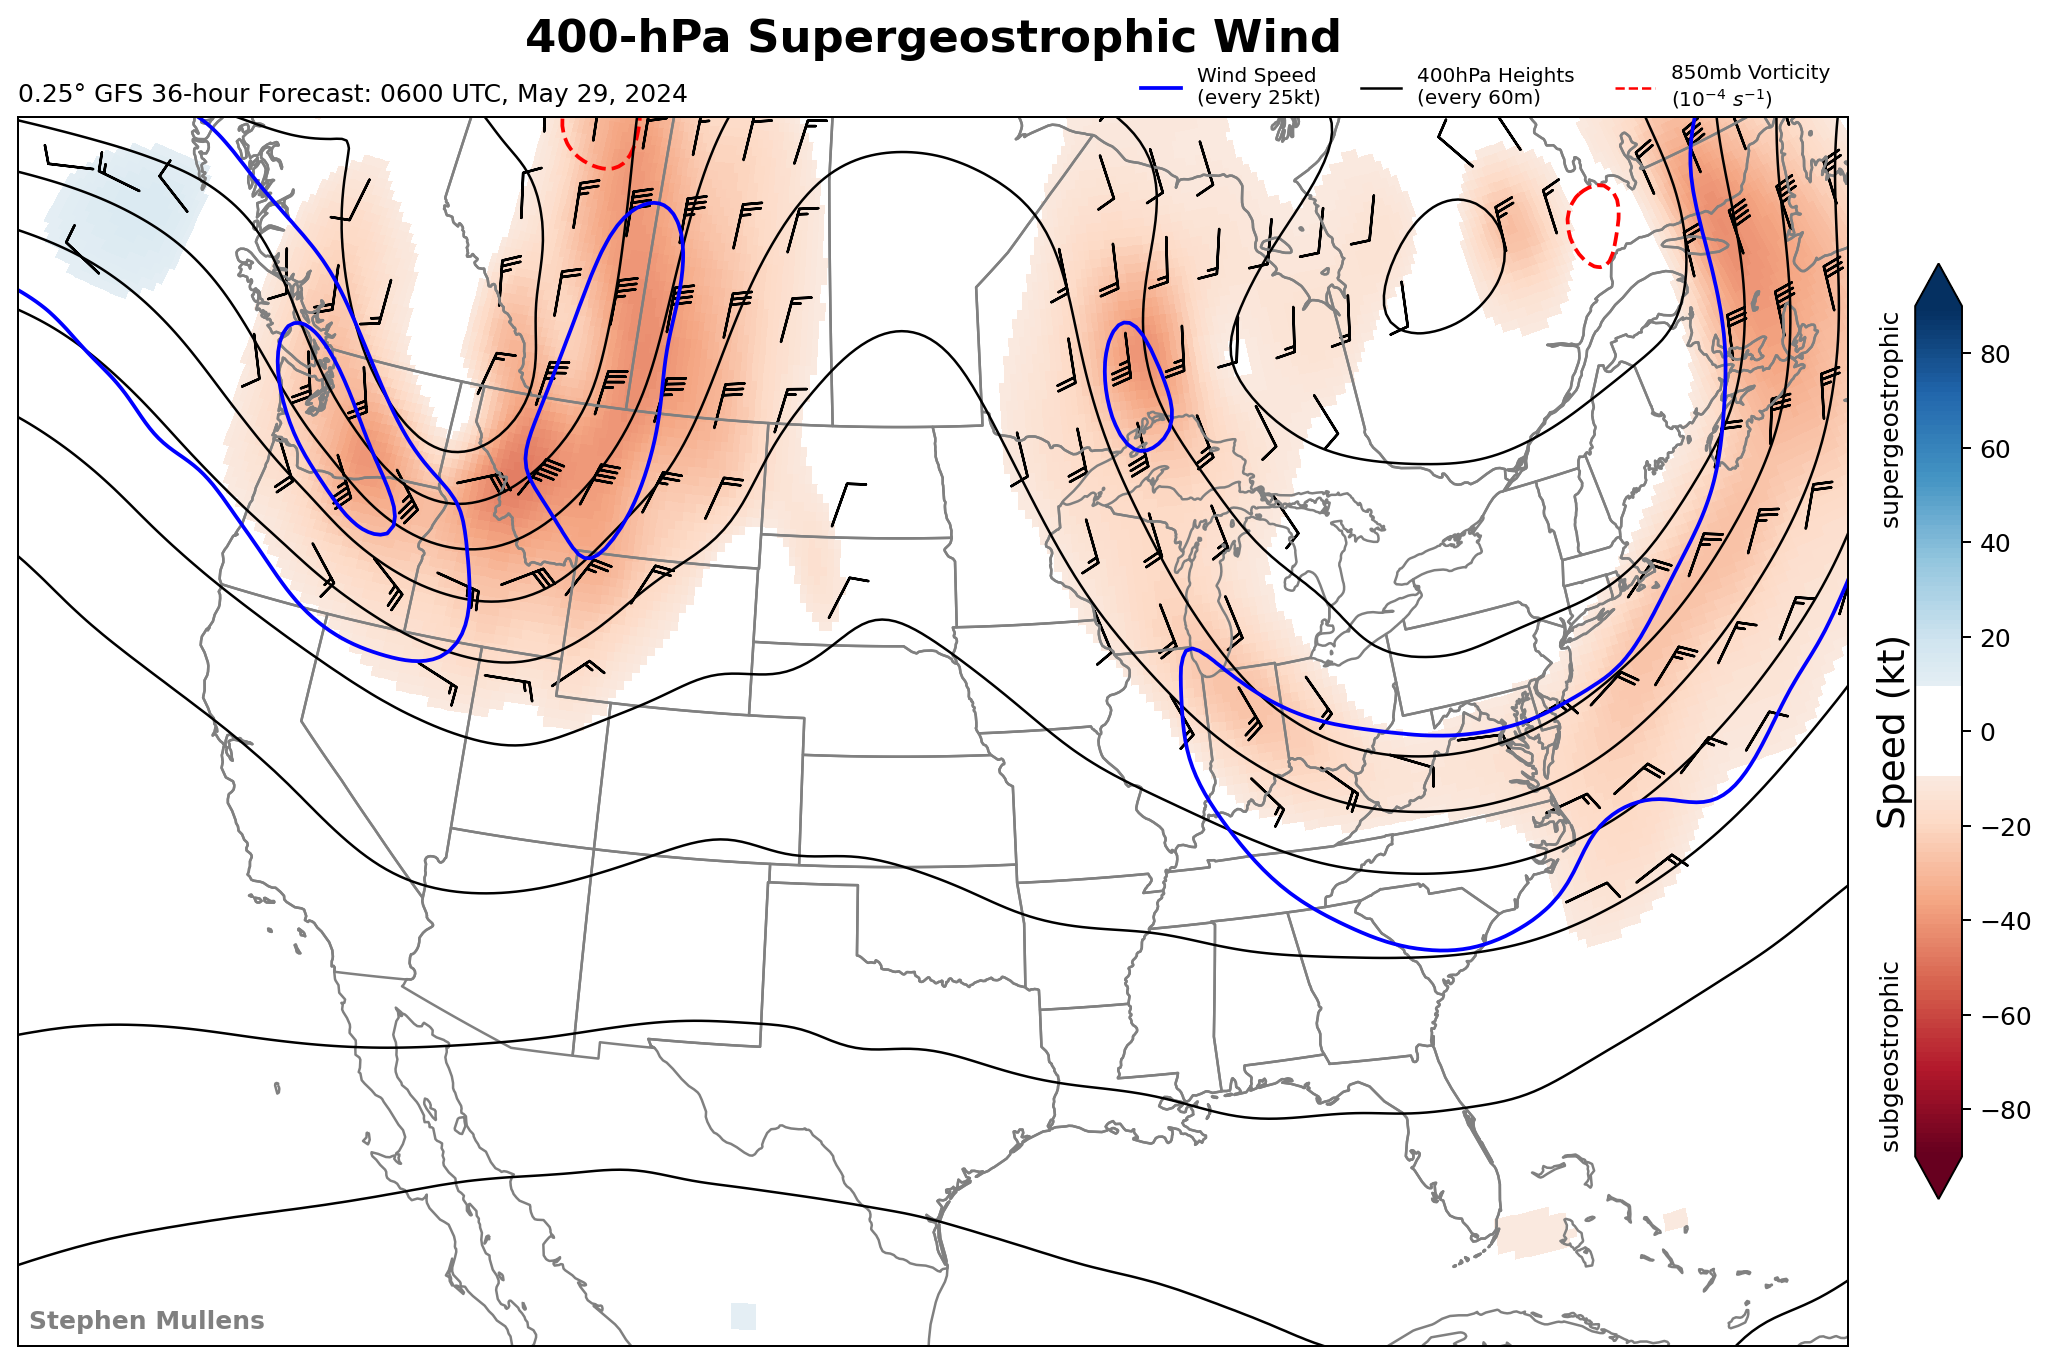 400-hPa Supergeostrophic Wind
0.25° GFS 36-hour Forecast: 0600 UTC, May 29, 2024
Wind Speed
(every 25kt)
400hPa Heights
(every 60m)
850mb Vorticity
(10⁻⁴ s⁻¹)
supergeostrophic
Speed (kt)
subgeostrophic
80
60
40
20
0
−20
−40
−60
−80
Stephen Mullens